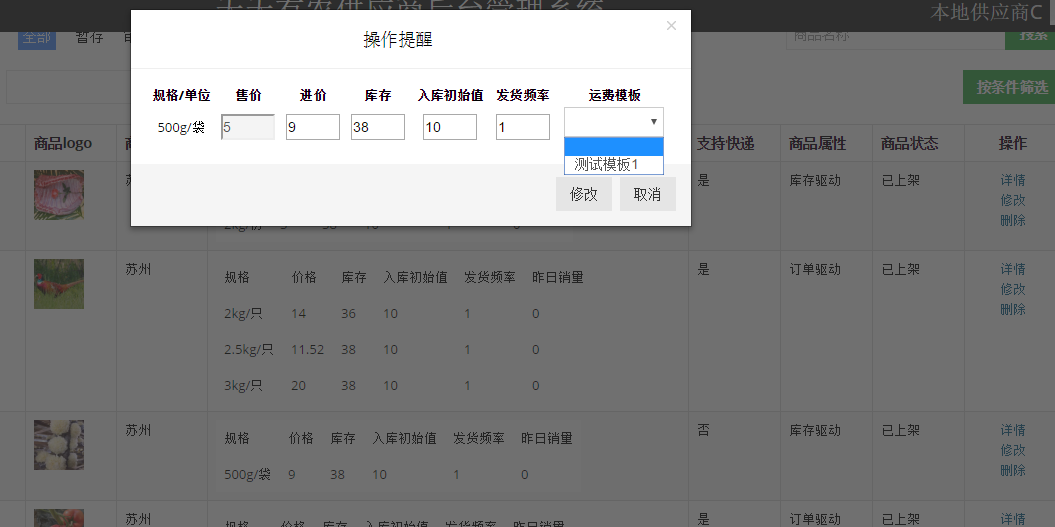 本地供应商C
全部 暂存
商品名称 搜索
操作提醒 ×
按条件筛选
规格/单位 售价 进价 库存 入库初始值 发货频率 运费模板
500g/袋 5 9 38 10 1
测试模板1
修改 取消
商品logo 支持快递 商品属性 商品状态 操作
是 库存驱动 已上架 详情
修改
删除
苏州 是 订单驱动 已上架 详情
修改
删除
规格 价格 库存 入库初始值 发货频率 昨日销量
2kg/只 14 36 10 1 0
2.5kg/只 11.52 38 10 1 0
3kg/只 20 38 10 1 0
苏州 否 库存驱动 已上架 详情
修改
删除
规格 价格 库存 入库初始值 发货频率 昨日销量
500g/袋 9 38 10 1 0
苏州 是 订单驱动 已上架 详情
规格 价格 库存 入库初始值 发货频率 昨日销量